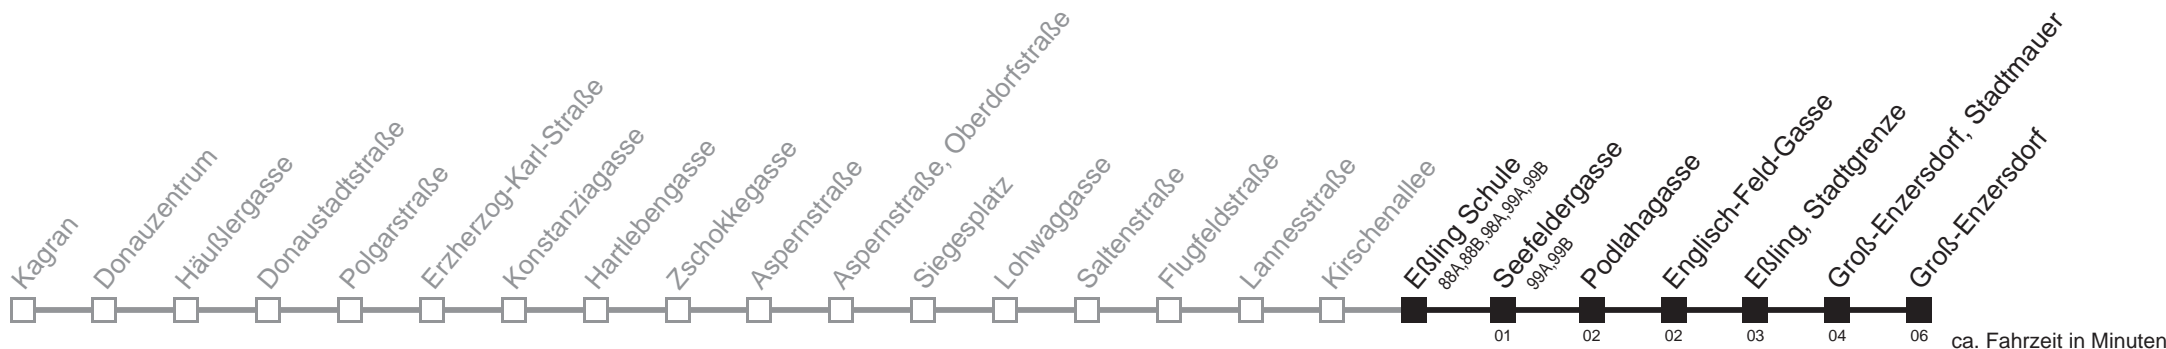 Kagran
Donauzentrum
Häußlergasse
Donaustadtstraße
Polgarstraße
Erzherzog-Karl-Straße
Konstanziagasse
Hartlebengasse
Zschokkegasse
Aspernstraße
Aspernstraße, Oberdorfstraße
Siegesplatz
Lohwaggasse
Saltenstraße
Flugfeldstraße
Lannesstraße
Kirschenallee
Eßling Schule
88A,88B,98A,99A,99B
Seefeldergasse
99A,99B
Podlahagasse
Englisch-Feld-Gasse
Eßling, Stadtgrenze
Groß-Enzersdorf, Stadtmauer
Groß-Enzersdorf
01 02 02 03 04 06 ca. Fahrzeit in Minuten